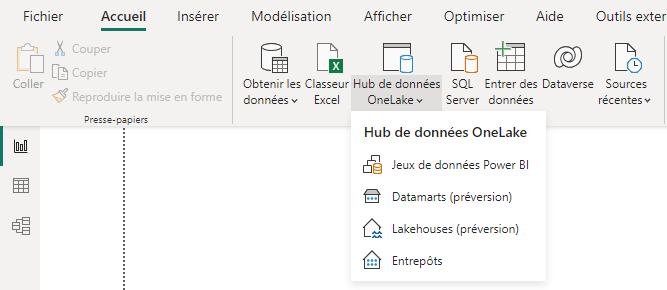 Fichier Accueil Insérer Modélisation Afficher Optimiser Aide Outils exter
Coller
Couper
Copier
Reproduire la mise en forme
Presse-papiers
Obtenir les
données
Classeur
Excel
Hub de données
OneLake
SQL
Server
Entrer des
données
Dataverse
Sources
récentes
Hub de données OneLake
Jeux de données Power BI
Datamarts (préversion)
Lakehouses (préversion)
Entrepôts